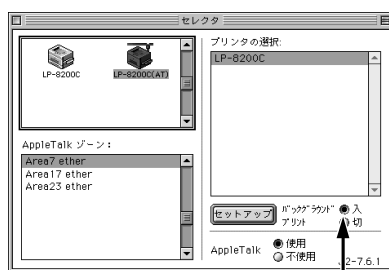 セレクタ
LP-8200C
LP-8200C(AT)
AppleTalk ゾーン：
Area7 ether
Area17 ether
Area23 ether
プリンタの選択:
LP-8200C
セットアップ
ﾊﾞｯｸｸﾞﾗｳﾝﾄﾞ
ﾌﾟﾘﾝﾄ
入
切
AppleTalk
使用
不使用
J2-7.6.1